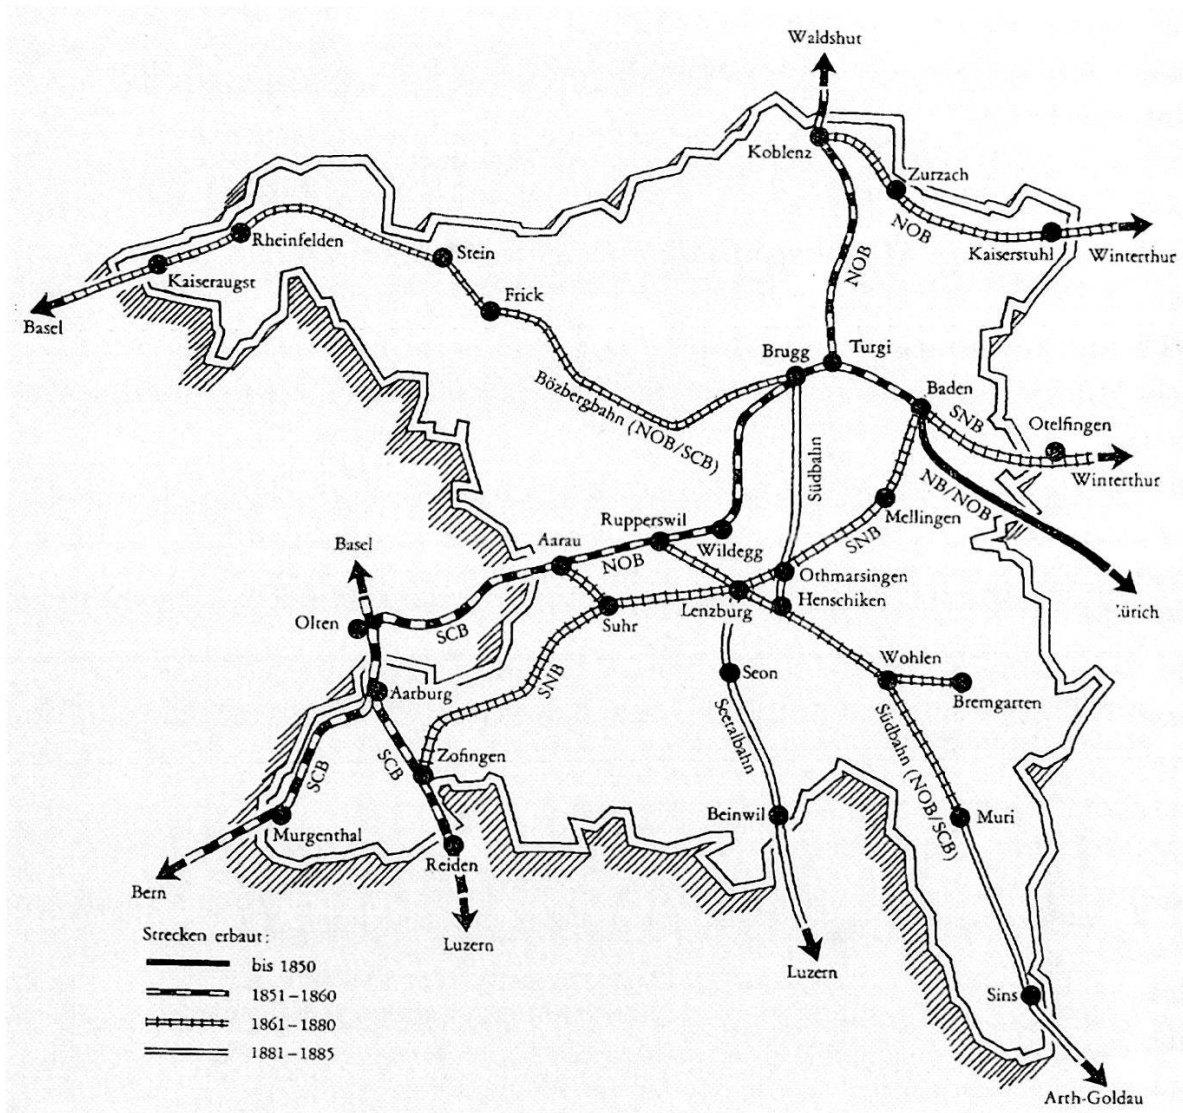 Waldshut
Koblenz
Zurzach
NOB
Kaiserstuhl
Winterthur
Rheinfelden
Stein
Kaiseraugst
Basel
Frick
NOB
Brugg
Turgi
Bözbergbahn (NOB/SCB)
Baden
SNB
Otelfingen
Winterthur
Südbahn
NB/NOB
Mellingen
SNB
Rupperswil
Wildegg
Aarau
NOB
Basel
Othmarsingen
Henschiken
Lenzburg
Zürich
Olten
SCB
Suhr
SNB
Seon
Wohlen
Bremgarten
Aarburg
Seetalbahn
Südbahn (NOB/SCB)
SCB
SCB
Zofingen
Beinwil
Muri
Murgenthal
Reiden
Bern
Luzern
Luzern
Sins
Arth-Goldau
Strecken erbaut:
bis 1850
1851–1860
1861–1880
1881–1885